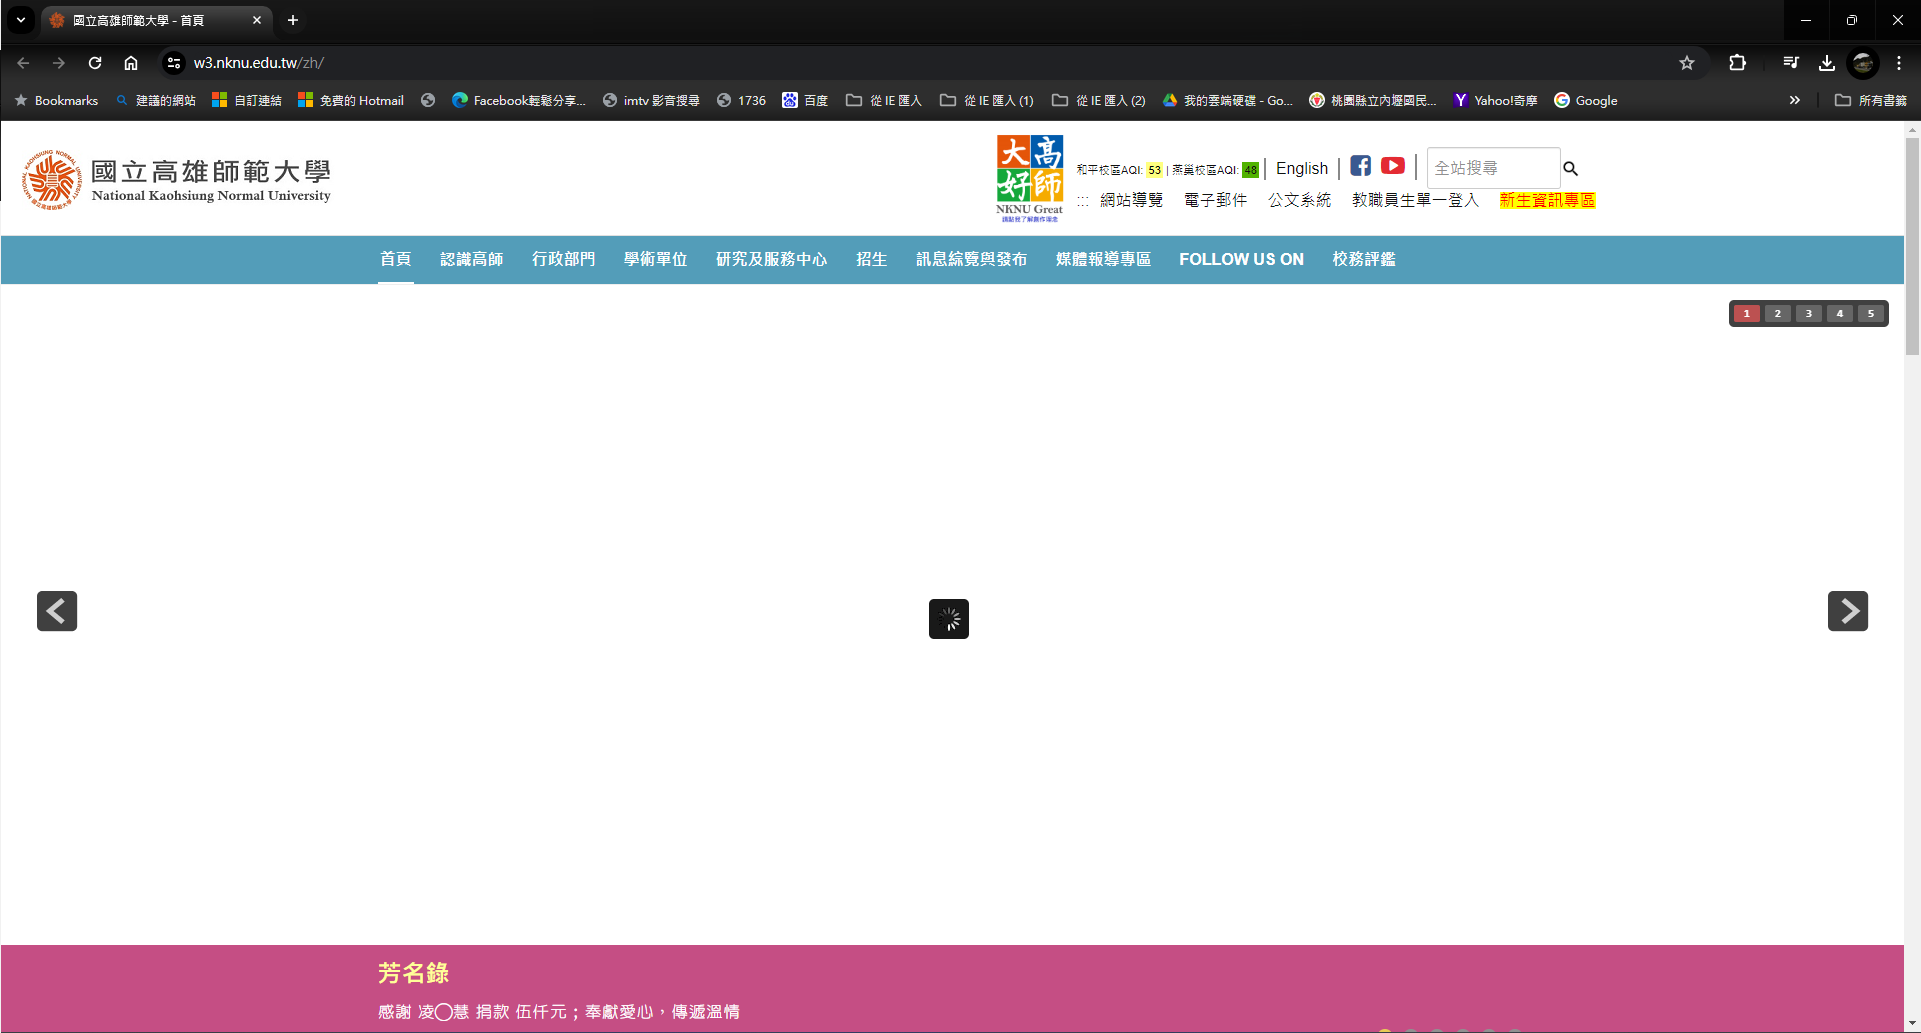 國立高雄師範大學 - 首頁
w3.nknu.edu.tw/zh/
Bookmarks 建議的網站 自訂連結 免費的 Hotmail Facebook輕鬆分享... imtv 影音搜尋 1736 百度 從 IE 匯入 從 IE 匯入 (1) 從 IE 匯入 (2) 我的雲端硬碟 - Go... 桃園縣立內壢國民... Yahoo!奇摩 Google 所有書籤
國立高雄師範大學
National Kaohsiung Normal University
大高
好師
NKNU Great
請點我了解創作理念
和平校區AQI: 53 | 燕巢校區AQI: 48 English 全站搜尋
::: 網站導覽 電子郵件 公文系統 教職員生單一登入 新生資訊專區
首頁 認識高師 行政部門 學術單位 研究及服務中心 招生 訊息綜覽與發布 媒體報導專區 FOLLOW US ON 校務評鑑
1 2 3 4 5
芳名錄
感謝 凌◯慧 捐款 伍仟元；奉獻愛心，傳遞溫情